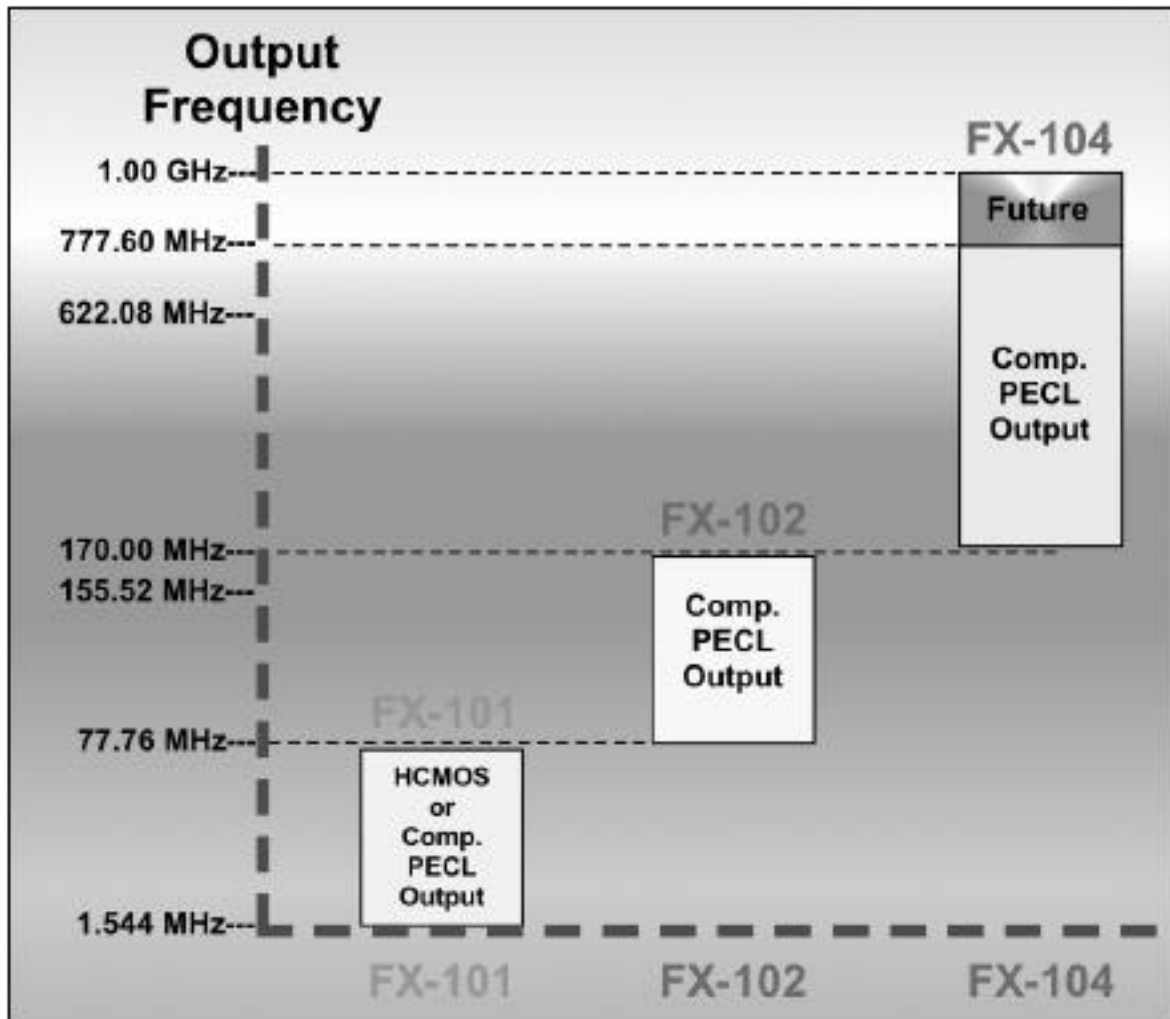 Output
Frequency
FX-104
1.00 GHz---
Future
777.60 MHz---
622.08 MHz---
Comp.
PECL
Output
FX-102
170.00 MHz---
155.52 MHz---
Comp.
PECL
Output
FX-101
77.76 MHz---
HCMOS
or
Comp.
PECL
Output
1.544 MHz---
FX-101
FX-102
FX-104